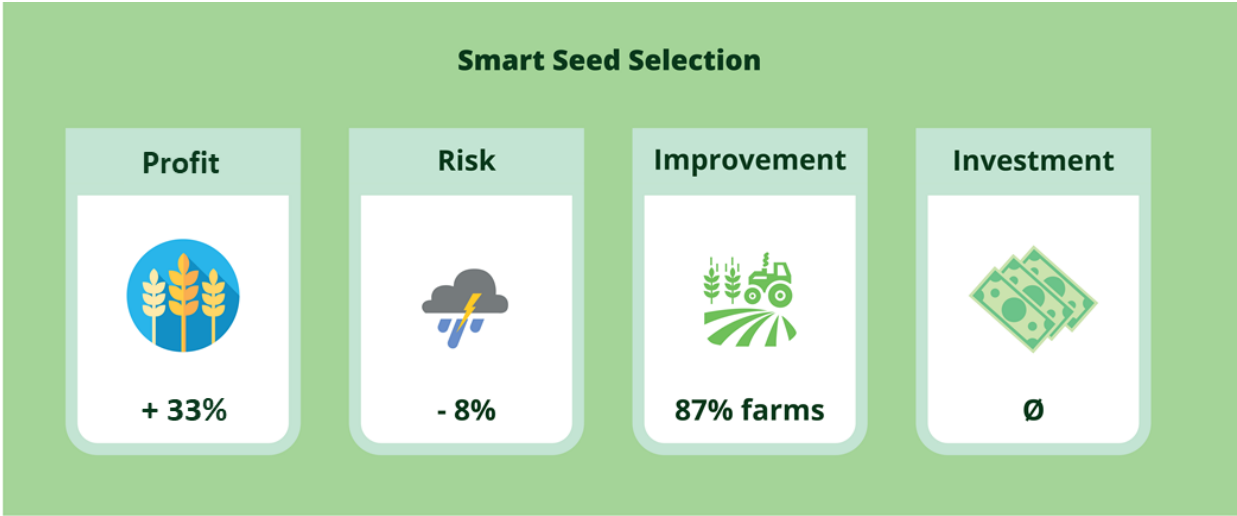 Smart Seed Selection
Profit
Risk
Improvement
Investment
+ 33%
- 8%
87% farms
Ø